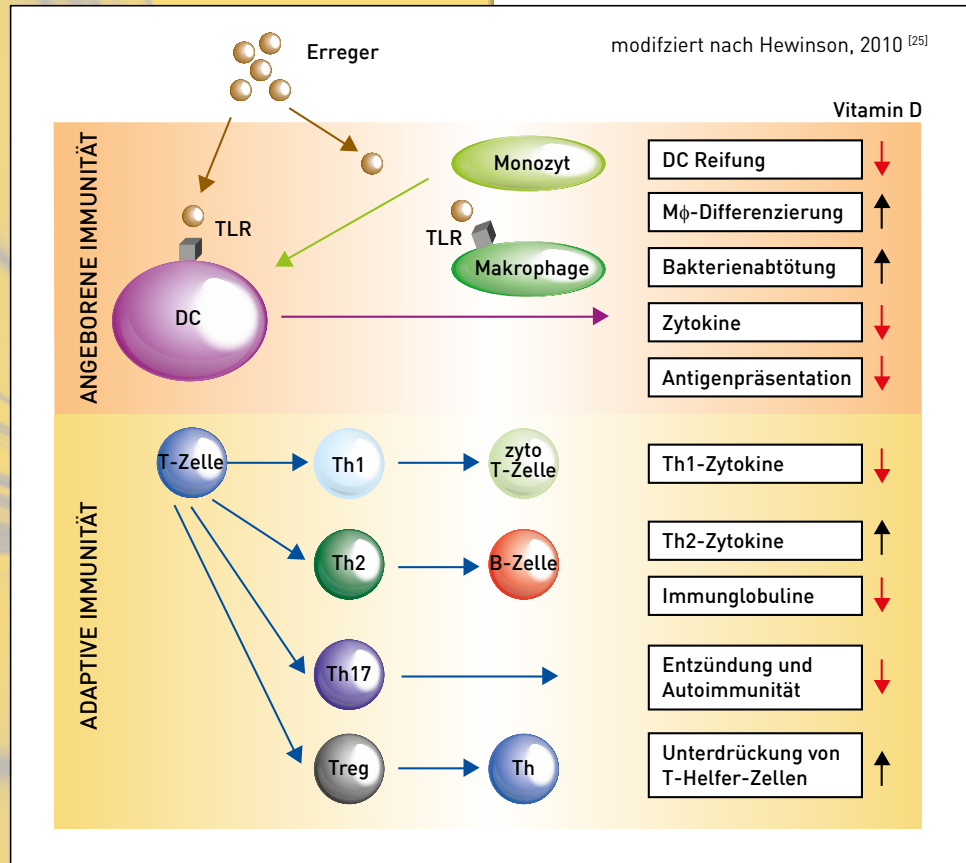 modifziert nach Hewinson, 2010 [25]
Erreger
Vitamin D
ANGEBORENE IMMUNITÄT
Monozyt
DC Reifung
TLR
TLR
Mϕ-Differenzierung
Makrophage
Bakterienabtötung
DC
Zytokine
Antigenpräsentation
ADAPTIVE IMMUNITÄT
T-Zelle
Th1
zyto
T-Zelle
Th1-Zytokine
Th2
B-Zelle
Th2-Zytokine
Immunglobuline
Th17
Entzündung und
Autoimmunität
Treg
Th
Unterdrückung von
T-Helfer-Zellen